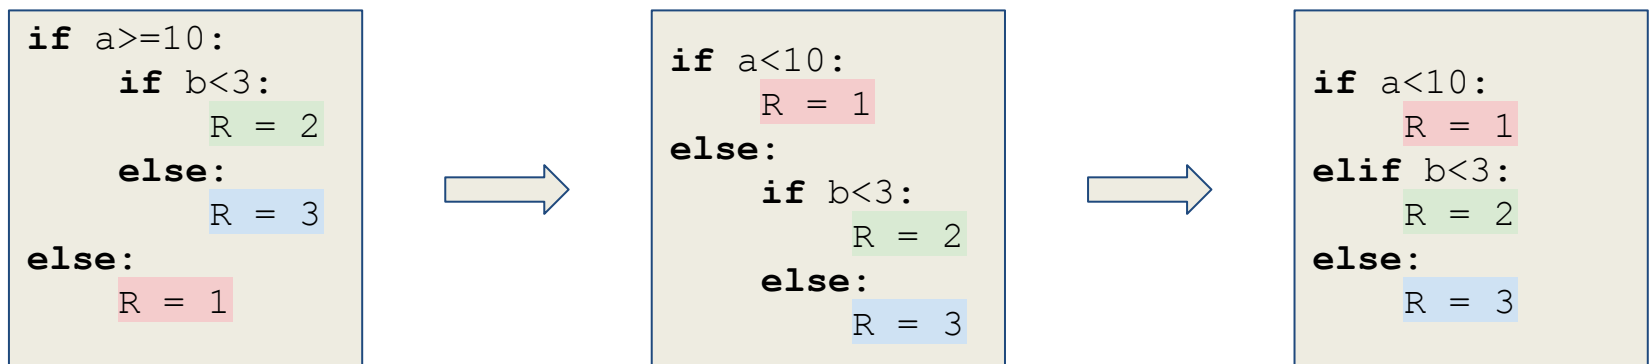 if a>=10:
     if b<3:
          R = 2
     else:
          R = 3
else:
     R = 1
if a<10:
     R = 1
else:
     if b<3:
          R = 2
     else:
          R = 3
if a<10:
     R = 1
elif b<3:
     R = 2
else:
     R = 3